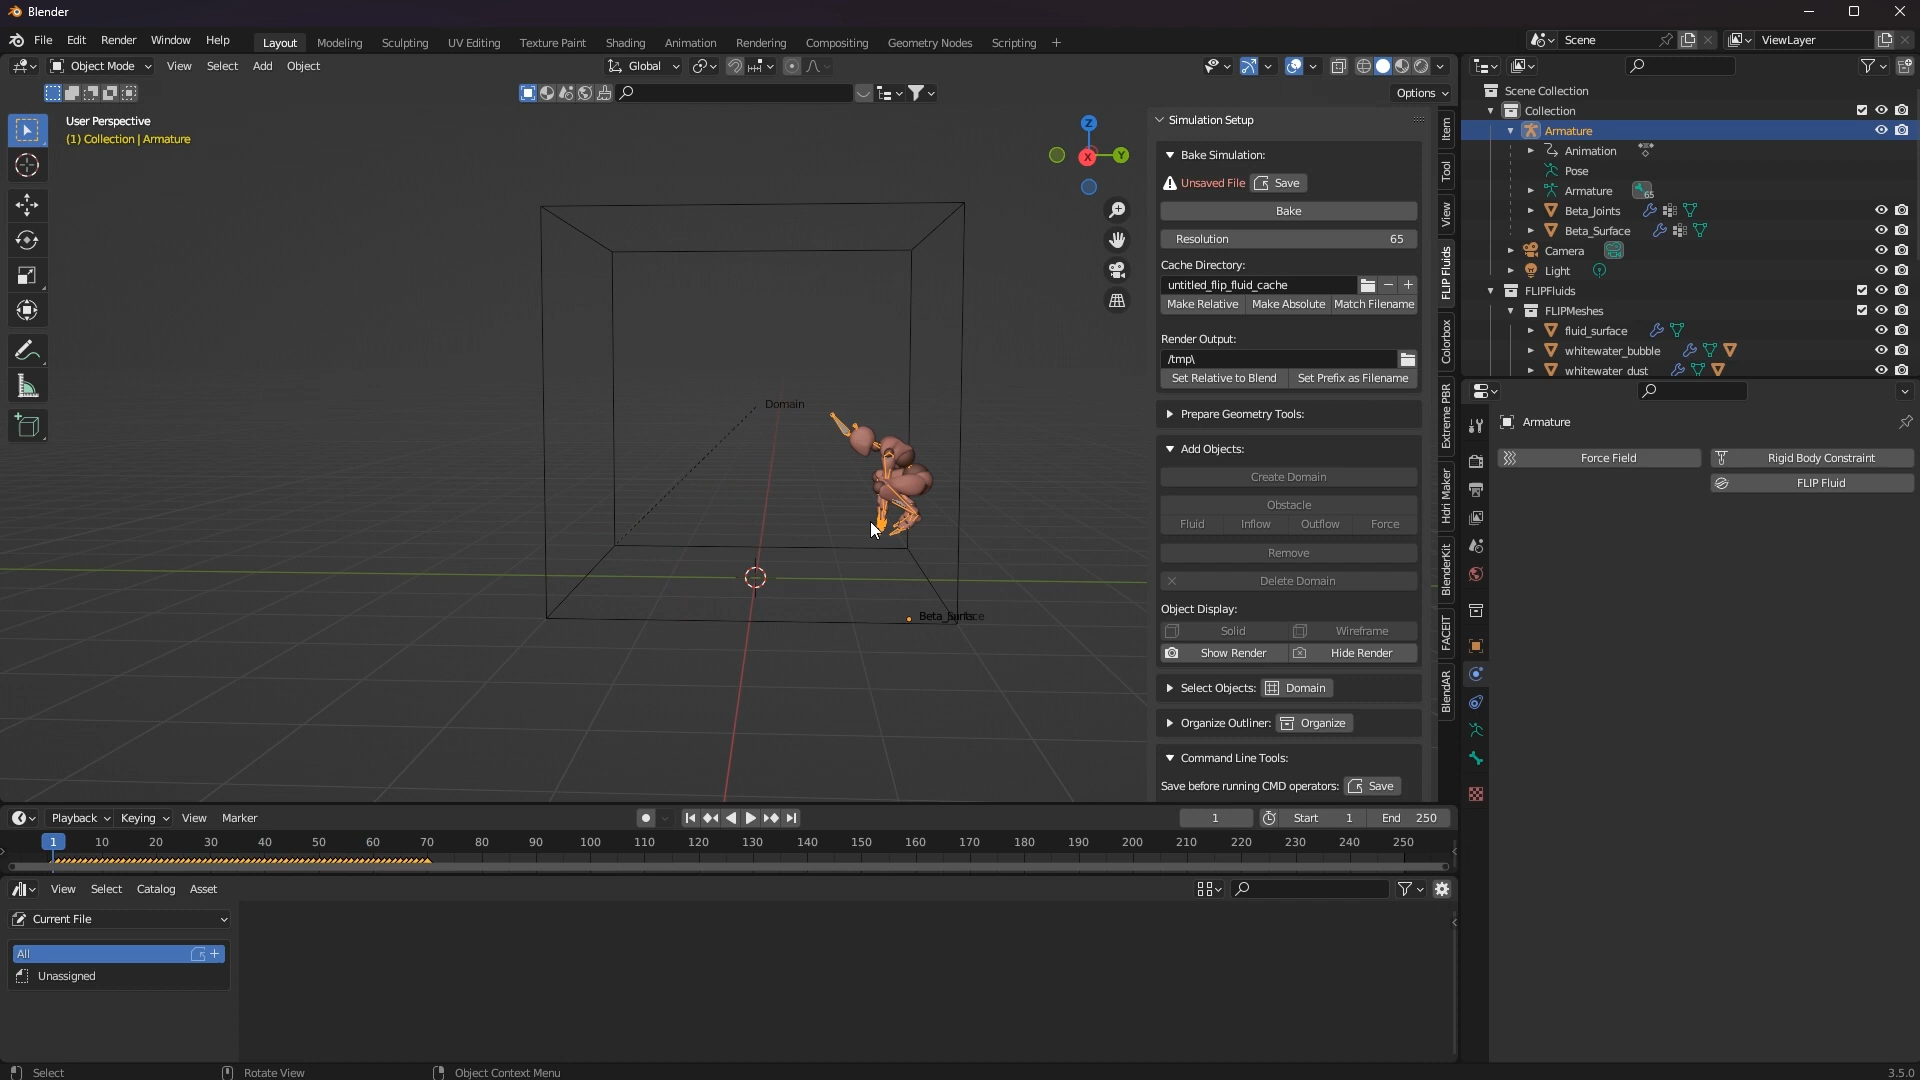 Blender
File Edit Render Window Help
Layout Modeling Sculpting UV Editing Texture Paint Shading Animation Rendering Compositing Geometry Nodes Scripting +
Scene
ViewLayer
Object Mode View Select Add Object
Global
Options
User Perspective
(1) Collection | Armature
Z
X
Y
Domain
Simulation Setup
Bake Simulation:
Unsaved File Save
Bake
Resolution 65
Cache Directory:
untitled_flip_fluid_cache
Make Relative Make Absolute Match Filename
Render Output:
/tmp\
Set Relative to Blend Set Prefix as Filename
Prepare Geometry Tools:
Add Objects:
Create Domain
Obstacle
Fluid Inflow Outflow Force
Remove
Delete Domain
Object Display:
Solid Wireframe
Show Render Hide Render
Select Objects: Domain
Organize Outliner: Organize
Command Line Tools:
Save before running CMD operators: Save
Item
Tool
View
FLIP Fluids
Colorbox
Extreme PBR
Hdri Maker
BlenderKit
FACEIT
BlendAR
Scene Collection
Collection
Armature
Animation
Pose
Armature 65
Beta_Joints
Beta_Surface
Camera
Light
FLIPFluids
FLIPMeshes
fluid_surface
whitewater_bubble
whitewater_dust
Armature
Force Field Rigid Body Constraint
FLIP Fluid
Playback Keying View Marker
1 Start 1 End 250
1 10 20 30 40 50 60 70 80 90 100 110 120 130 140 150 160 170 180 190 200 210 220 230 240 250
View Select Catalog Asset
Current File
All
Unassigned
Select Rotate View Object Context Menu
3.5.0